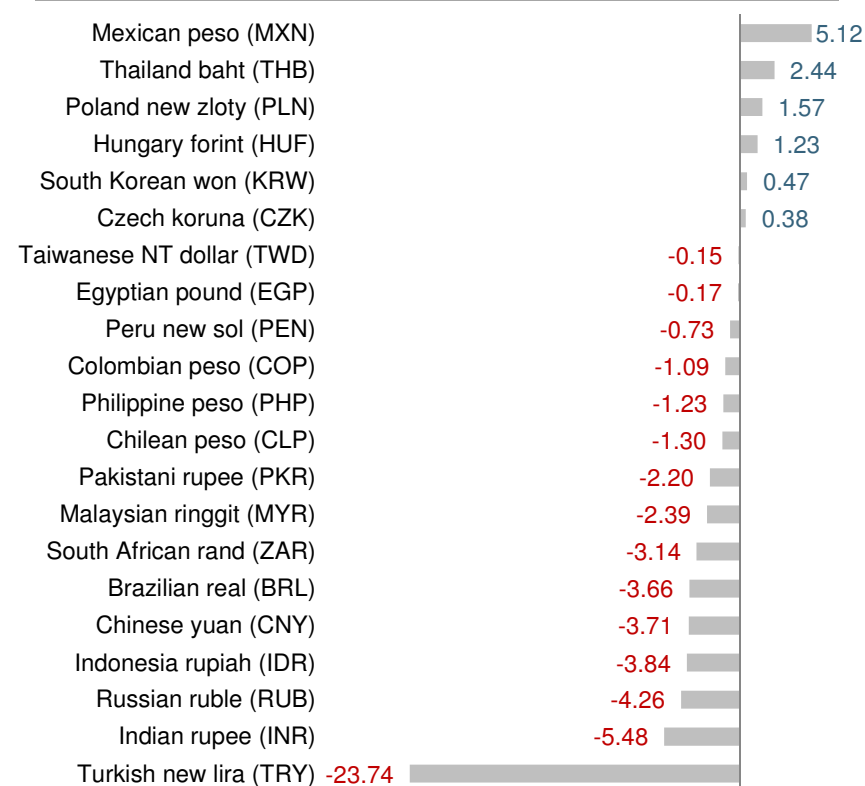 Mexican peso (MXN) 5.12
Thailand baht (THB) 2.44
Poland new zloty (PLN) 1.57
Hungary forint (HUF) 1.23
South Korean won (KRW) 0.47
Czech koruna (CZK) 0.38
Taiwanese NT dollar (TWD) -0.15
Egyptian pound (EGP) -0.17
Peru new sol (PEN) -0.73
Colombian peso (COP) -1.09
Philippine peso (PHP) -1.23
Chilean peso (CLP) -1.30
Pakistani rupee (PKR) -2.20
Malaysian ringgit (MYR) -2.39
South African rand (ZAR) -3.14
Brazilian real (BRL) -3.66
Chinese yuan (CNY) -3.71
Indonesia rupiah (IDR) -3.84
Russian ruble (RUB) -4.26
Indian rupee (INR) -5.48
Turkish new lira (TRY) -23.74